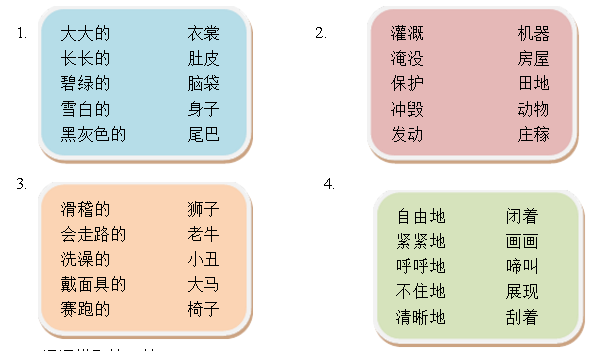 1.
大大的 衣裳
长长的 肚皮
碧绿的 脑袋
雪白的 身子
黑灰色的 尾巴
2.
灌溉 机器
淹没 房屋
保护 田地
冲毁 动物
发动 庄稼
3.
滑稽的 狮子
会走路的 老牛
洗澡的 小丑
戴面具的 大马
赛跑的 椅子
4.
自由地 闭着
紧紧地 画画
呼呼地 啼叫
不住地 展现
清晰地 刮着